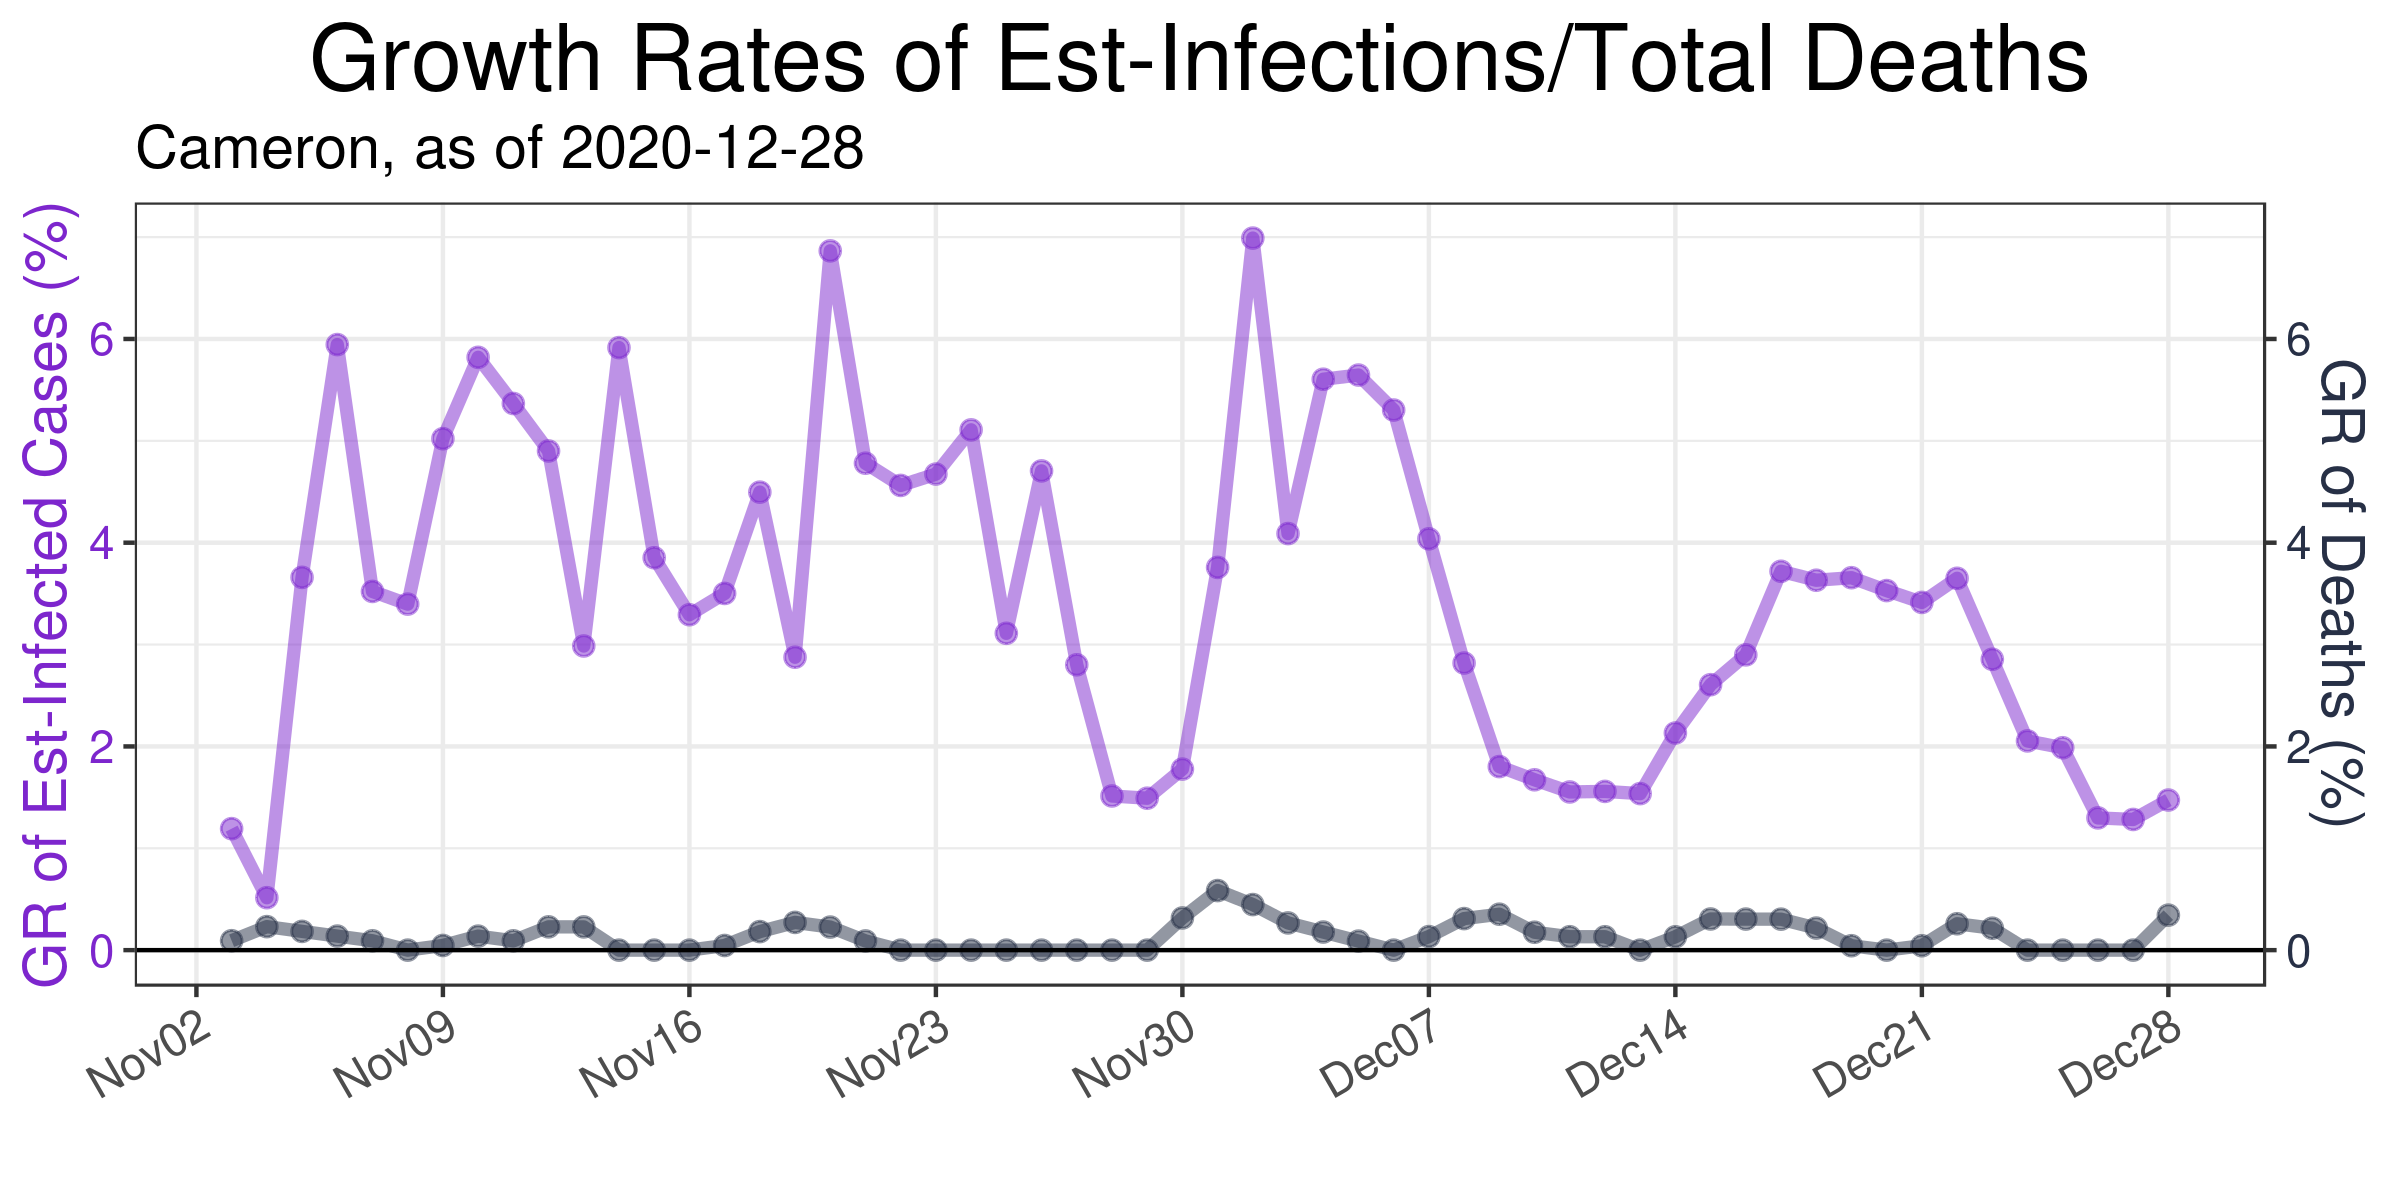 Growth Rates of Est-Infections/Total Deaths
Cameron, as of 2020-12-28
GR of Est-Infected Cases (%)
6
4
2
0
6
4
2
0
GR of Deaths (%)
Nov02
Nov09
Nov16
Nov23
Nov30
Dec07
Dec14
Dec21
Dec28